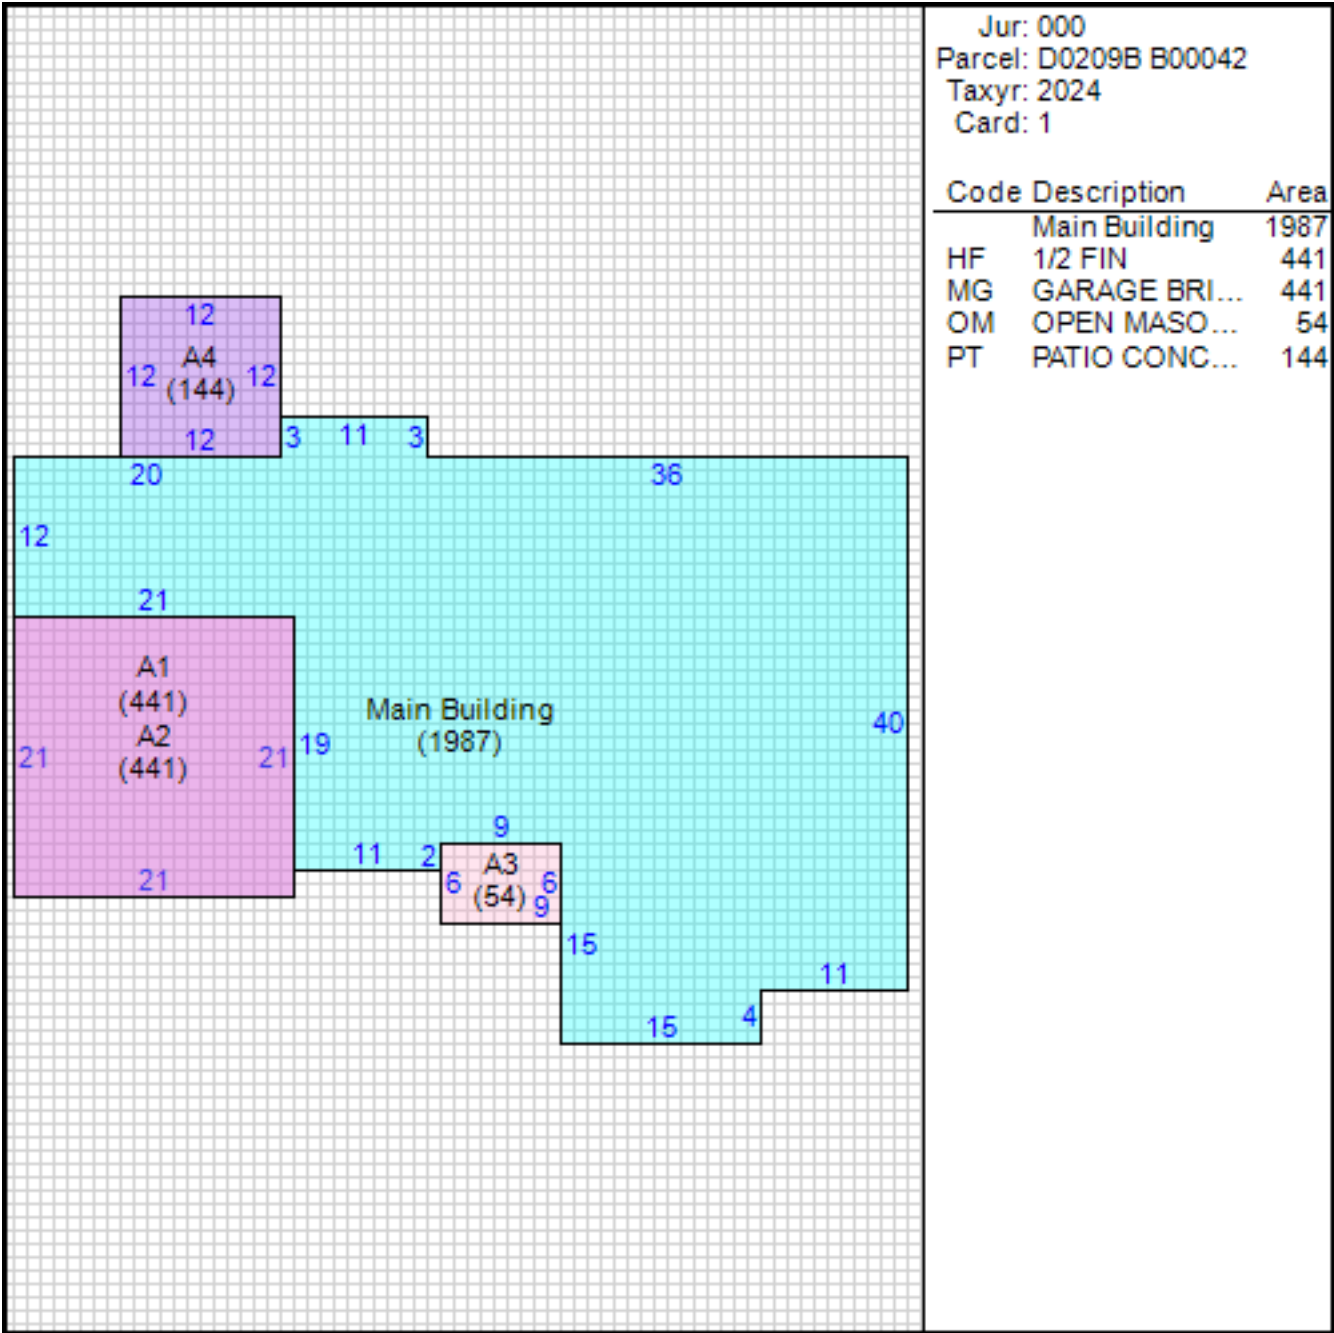 Jur: 000
Parcel: D0209B B00042
Taxyr: 2024
Card: 1
Code Description Area
Main Building 1987
HF 1/2 FIN 441
MG GARAGE BRI... 441
OM OPEN MASO... 54
PT PATIO CONC... 144
12
A4
12 12
(144)
12
3 11 3
20 36
12
21
A1
(441)
A2
(441)
21 21
21
19
Main Building
(1987)
40
9
11 2
A3
6 6
(54)
9
15
11
15 4